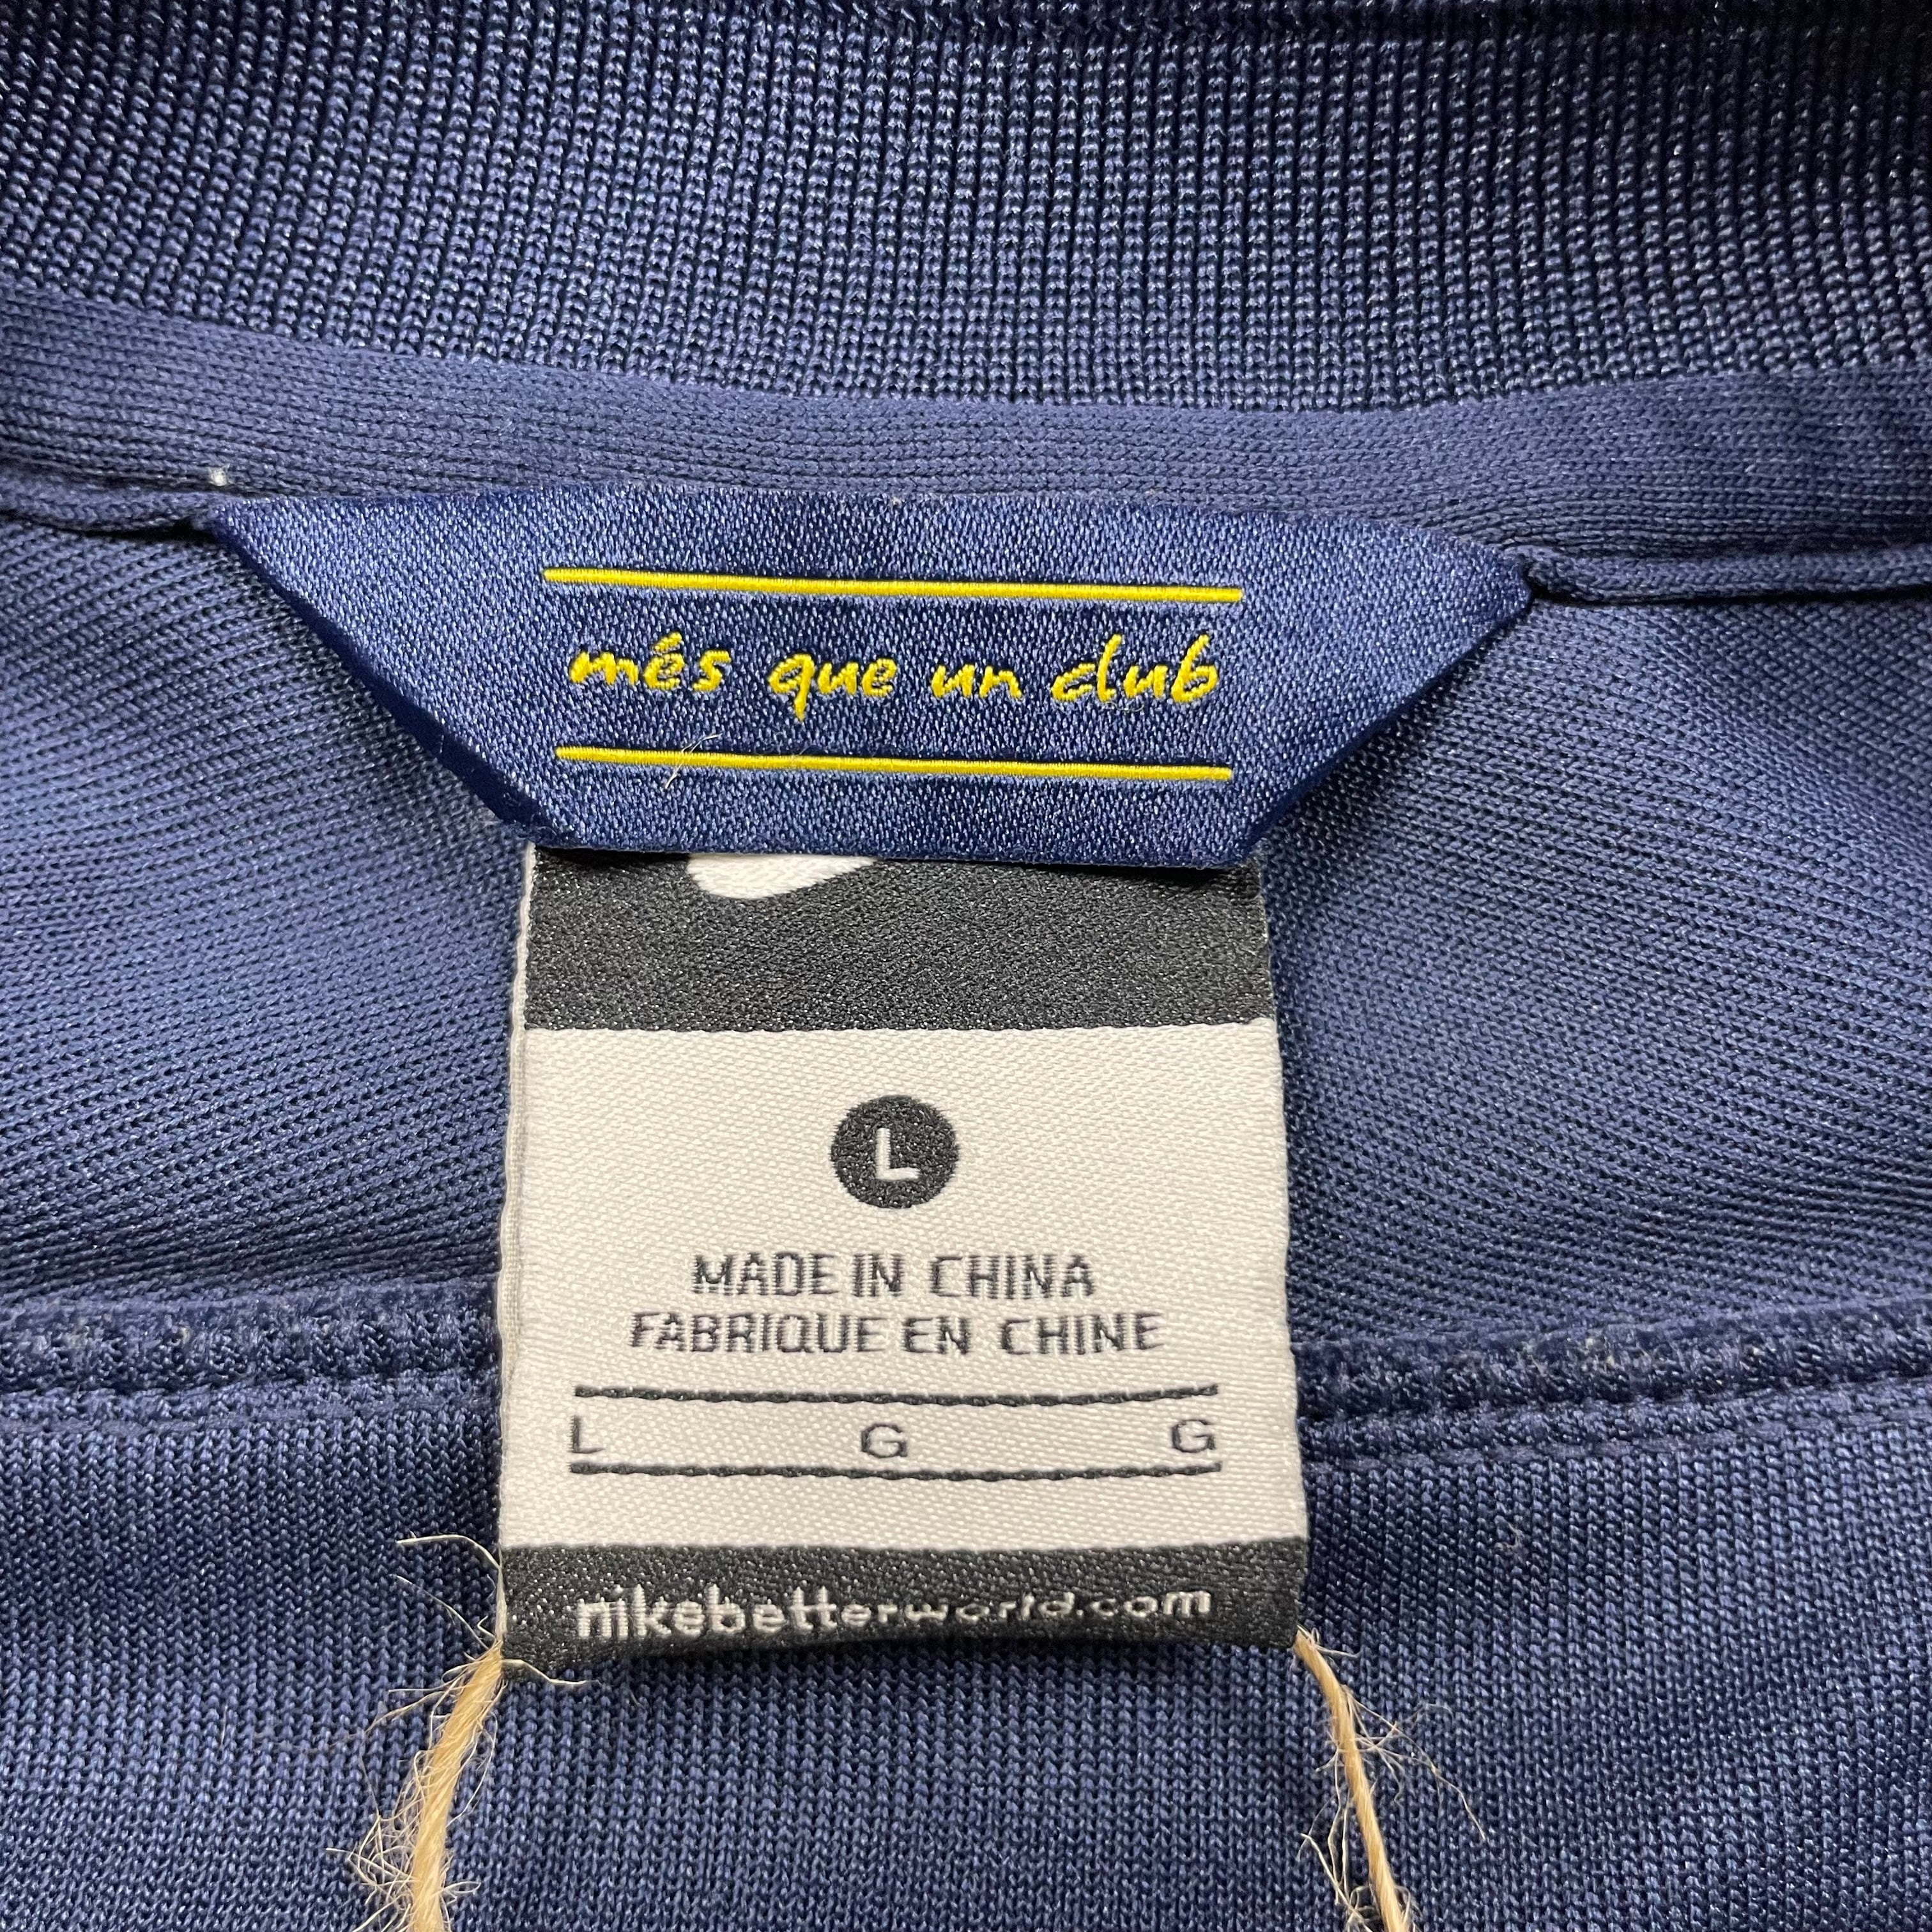 més que un club
L
MADE IN CHINA
FABRIQUE EN CHINE
L G G
nikebetterworld.com